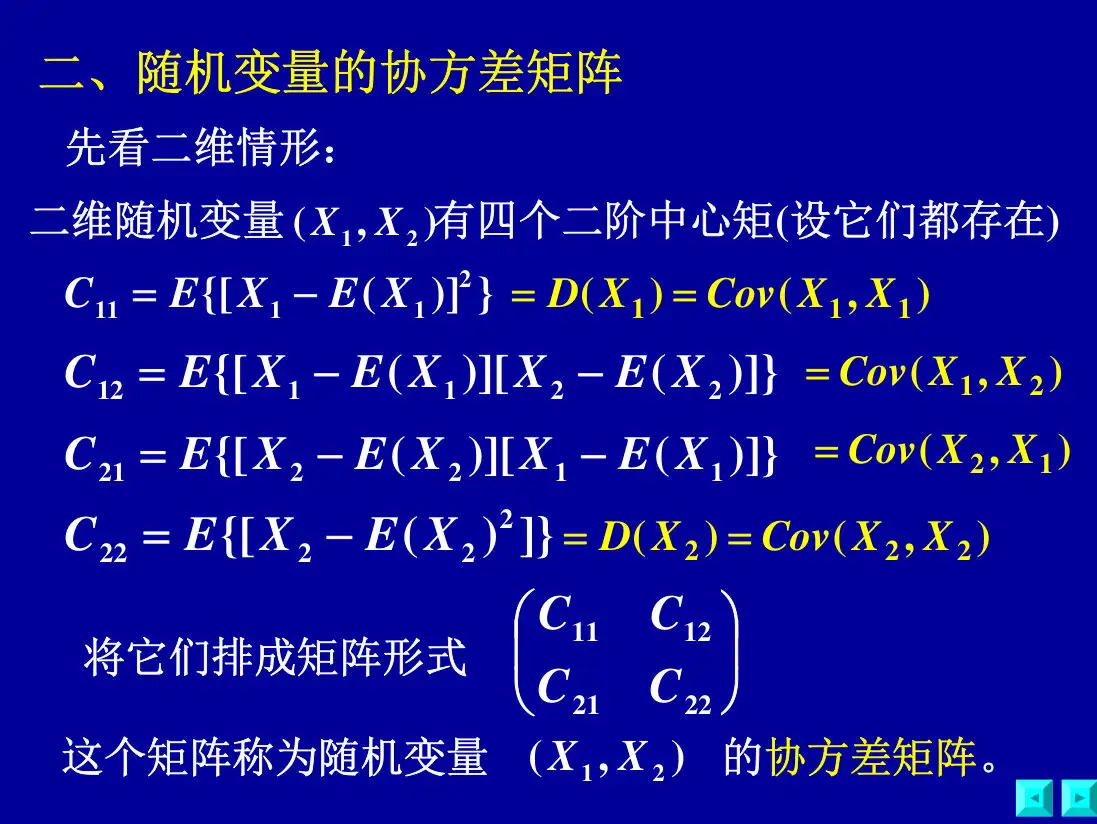 二、随机变量的协方差矩阵
先看二维情形：
二维随机变量 (X₁, X₂)有四个二阶中心矩(设它们都存在)
C₁₁ = E{[X₁ − E(X₁)]²} = D(X₁) = Cov(X₁, X₁)
C₁₂ = E{[X₁ − E(X₁)][X₂ − E(X₂)]} = Cov(X₁, X₂)
C₂₁ = E{[X₂ − E(X₂)][X₁ − E(X₁)]} = Cov(X₂, X₁)
C₂₂ = E{[X₂ − E(X₂)²]} = D(X₂) = Cov(X₂, X₂)
C₁₁ C₁₂
将它们排成矩阵形式
C₂₁ C₂₂
这个矩阵称为随机变量 (X₁, X₂) 的协方差矩阵。